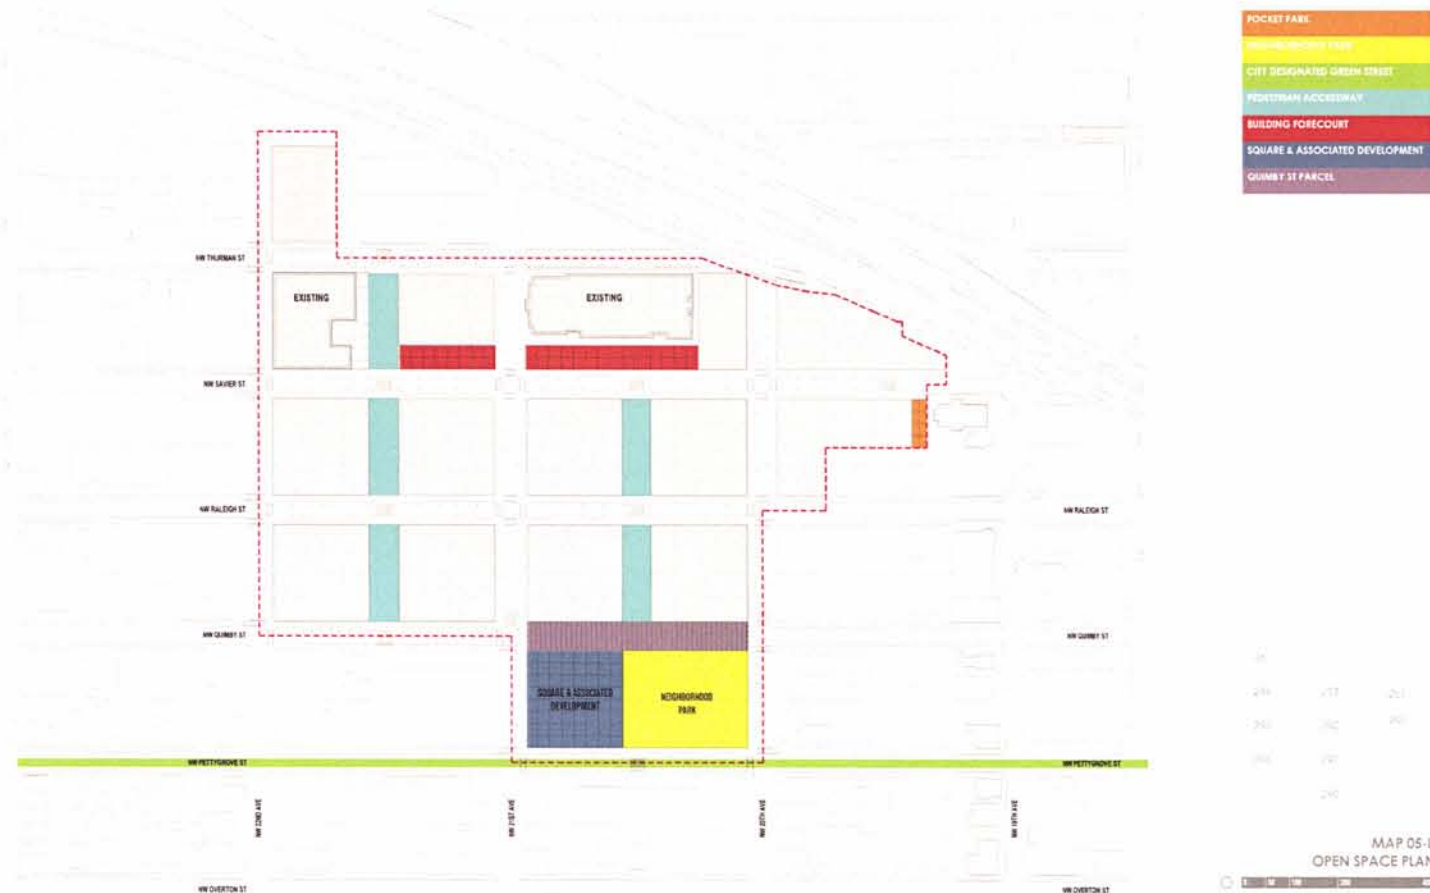 POCKET PARK
NEIGHBORHOOD PARK
CITY DESIGNATED GREEN STREET
PEDESTRIAN ACCESSWAY
BUILDING FORECOURT
SQUARE & ASSOCIATED DEVELOPMENT
QUIMBY ST PARCEL
NW THURMAN ST
EXISTING
EXISTING
NW SAVIER ST
NW RALEIGH ST
NW RALEIGH ST
NW QUIMBY ST
NW QUIMBY ST
SQUARE & ASSOCIATED
DEVELOPMENT
NEIGHBORHOOD
PARK
NW PETTYGROVE ST
NW PETTYGROVE ST
NW 22ND AVE
NW 21ST AVE
NW 20TH AVE
NW 19TH AVE
MAP 05-
OPEN SPACE PLAN
NW OVERTON ST
NW OVERTON ST